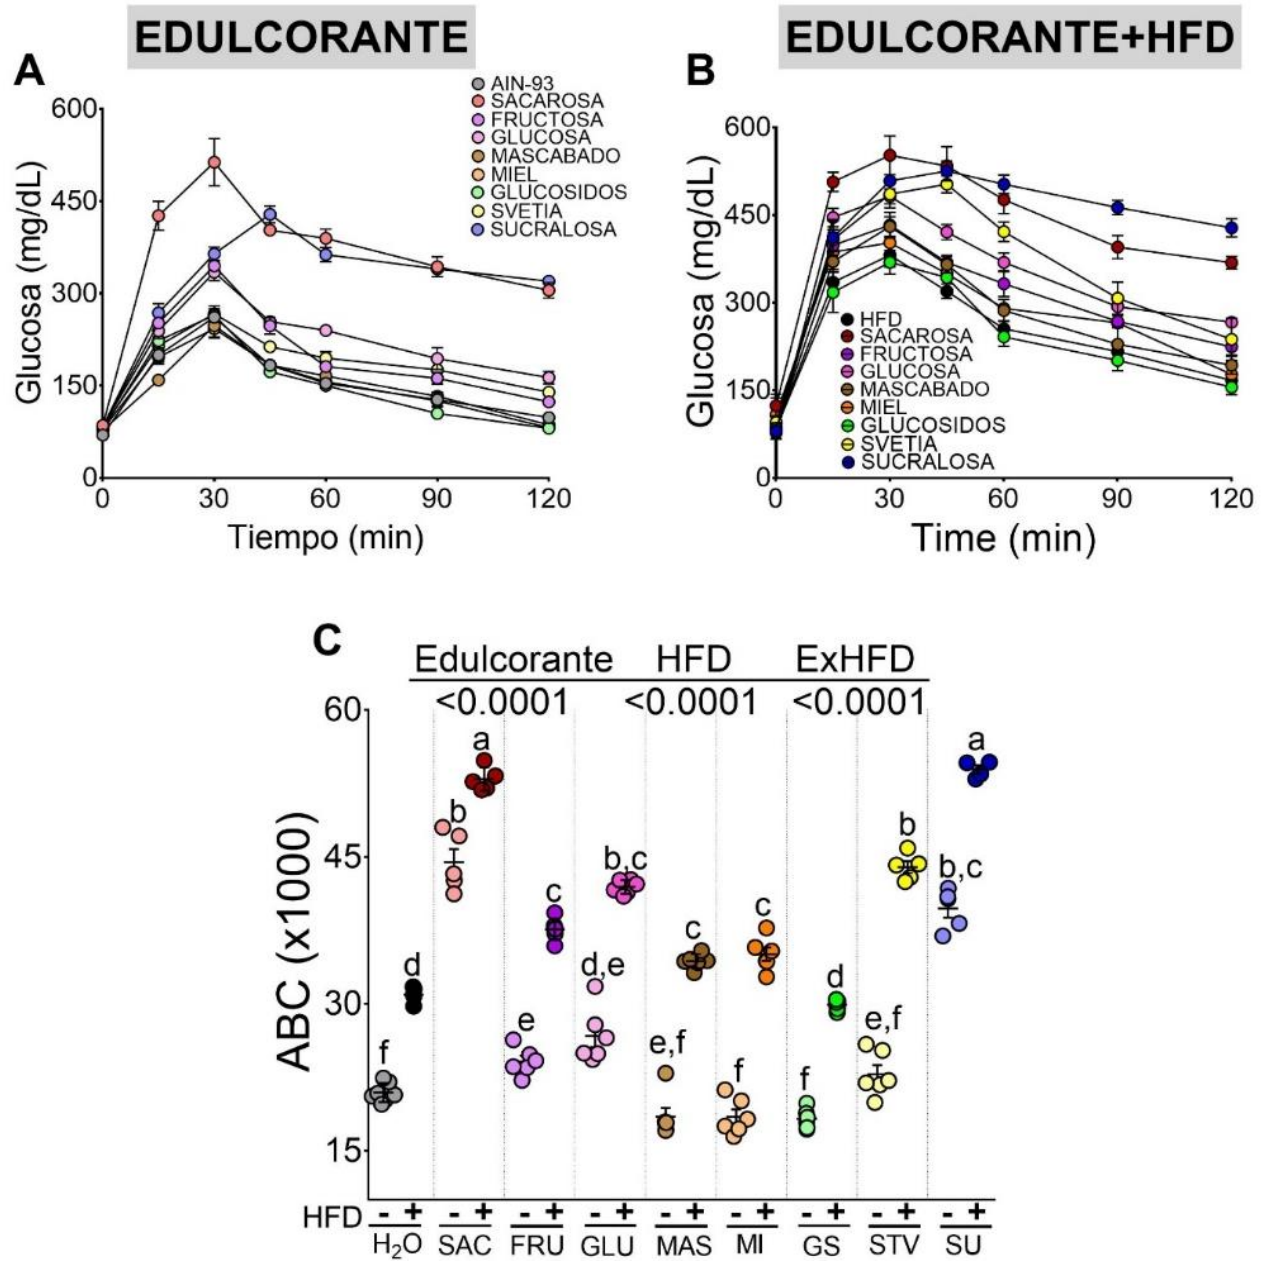 EDULCORANTE
EDULCORANTE+HFD
A
Glucosa (mg/dL)
600
450
300
150
0
0 30 60 90 120
Tiempo (min)
AIN-93
SACAROSA
FRUCTOSA
GLUCOSA
MASCABADO
MIEL
GLUCOSIDOS
SVETIA
SUCRALOSA
B
Glucosa (mg/dL)
600
450
300
150
0
0 30 60 90 120
Time (min)
HFD
SACAROSA
FRUCTOSA
GLUCOSA
MASCABADO
MIEL
GLUCOSIDOS
SVETIA
SUCRALOSA
C
Edulcorante HFD ExHFD
<0.0001 <0.0001 <0.0001
ABC (x1000)
60
45
30
15
f d b a e c d,e b,c e,f c f c f d e,f b b,c a
HFD - + - + - + - + - + - + - + - + - +
H2O SAC FRU GLU MAS MI GS STV SU